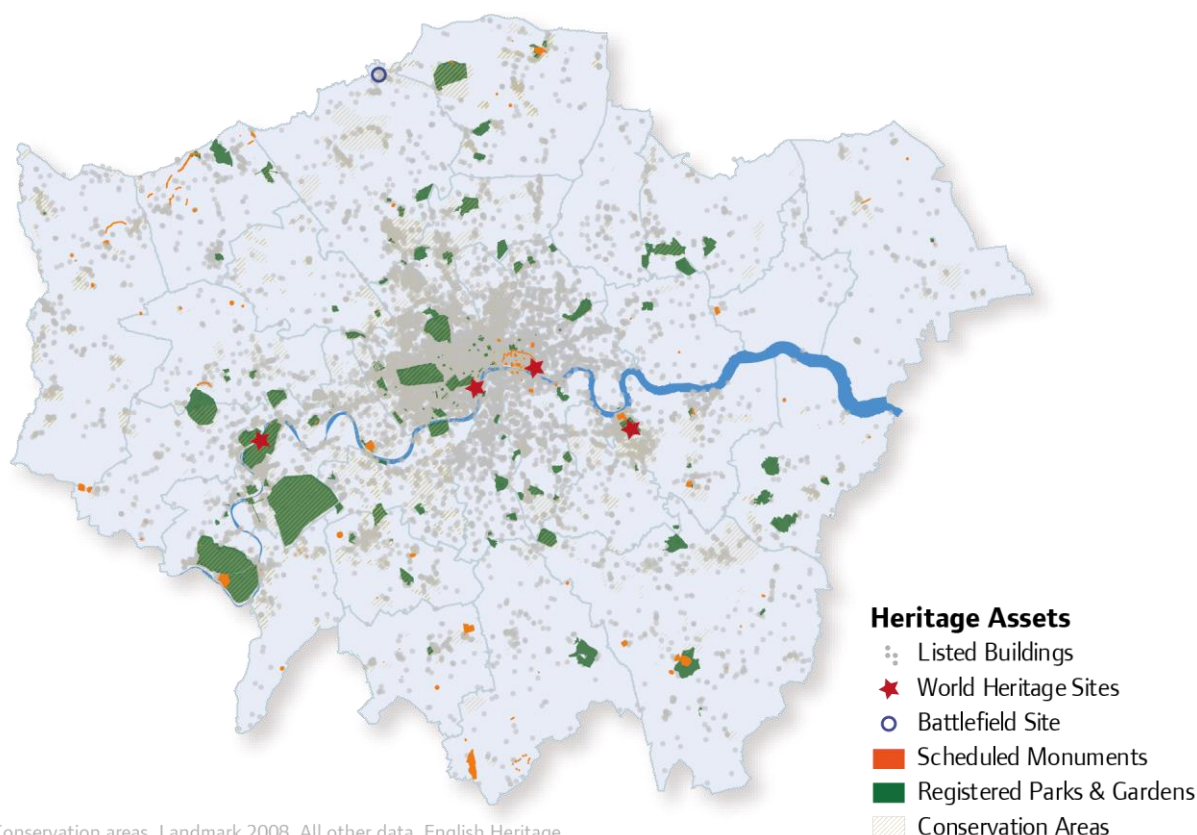 Heritage Assets
Listed Buildings
World Heritage Sites
Battlefield Site
Scheduled Monuments
Registered Parks & Gardens
Conservation Areas
Conservation areas, Landmark 2008. All other data, English Heritage